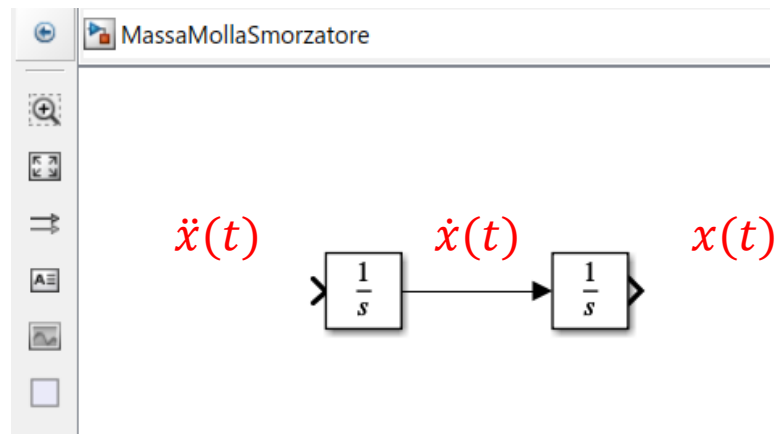 MassaMollaSmorzatore
ẍ(t) ẋ(t) x(t)
1/s 1/s
A